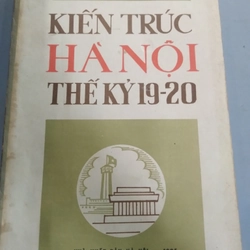 KIẾN TRÚC
HÀ NỘI
THẾ KỶ 19-20